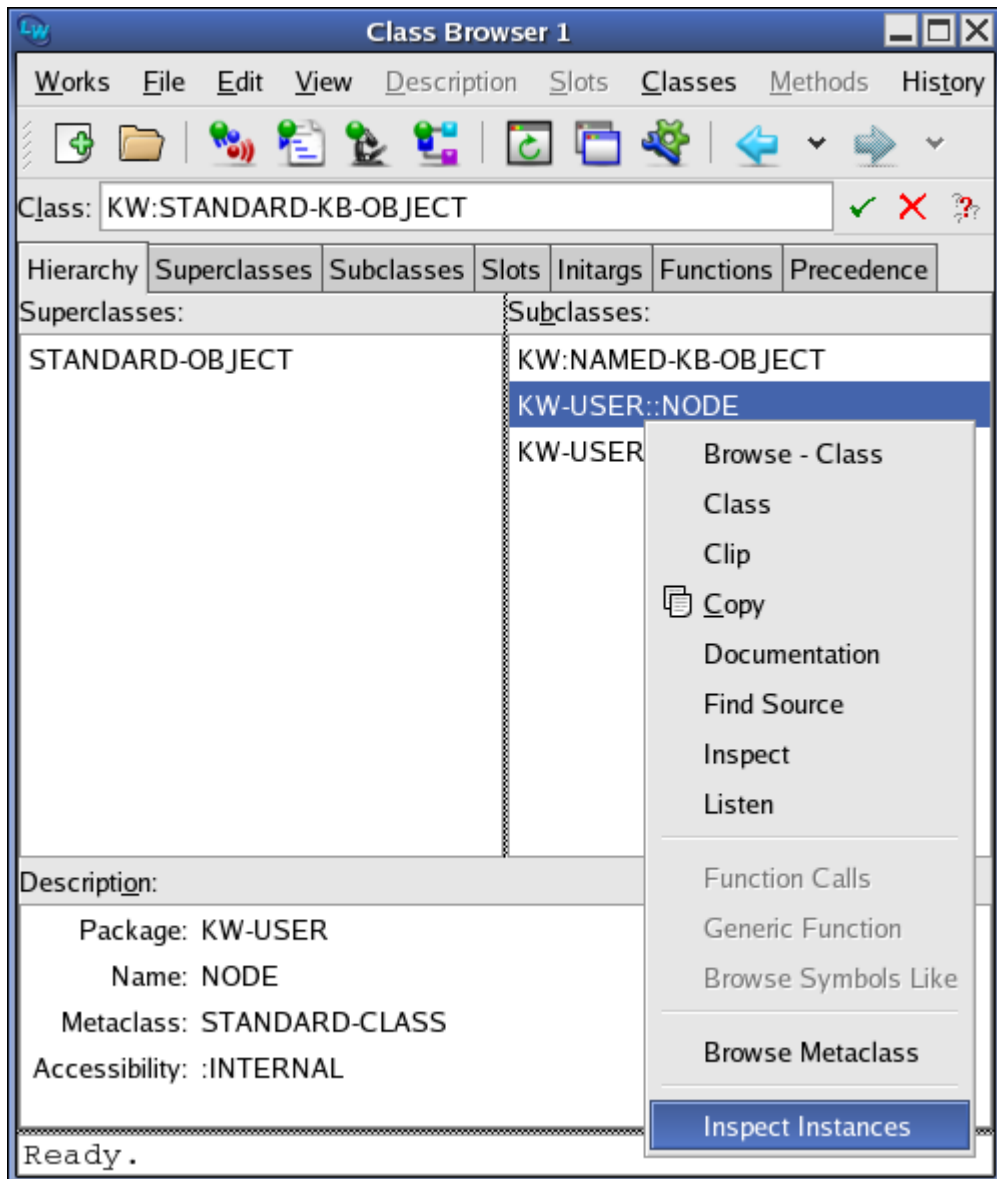 LW
Class Browser 1
Works File Edit View Description Slots Classes Methods History
Class: KW:STANDARD-KB-OBJECT
Hierarchy Superclasses Subclasses Slots Initargs Functions Precedence
Superclasses:
STANDARD-OBJECT
Subclasses:
KW:NAMED-KB-OBJECT
KW-USER::NODE
KW-USER
Browse - Class
Class
Clip
Copy
Documentation
Find Source
Inspect
Listen
Function Calls
Generic Function
Browse Symbols Like
Browse Metaclass
Inspect Instances
Description:
Package: KW-USER
Name: NODE
Metaclass: STANDARD-CLASS
Accessibility: :INTERNAL
Ready.